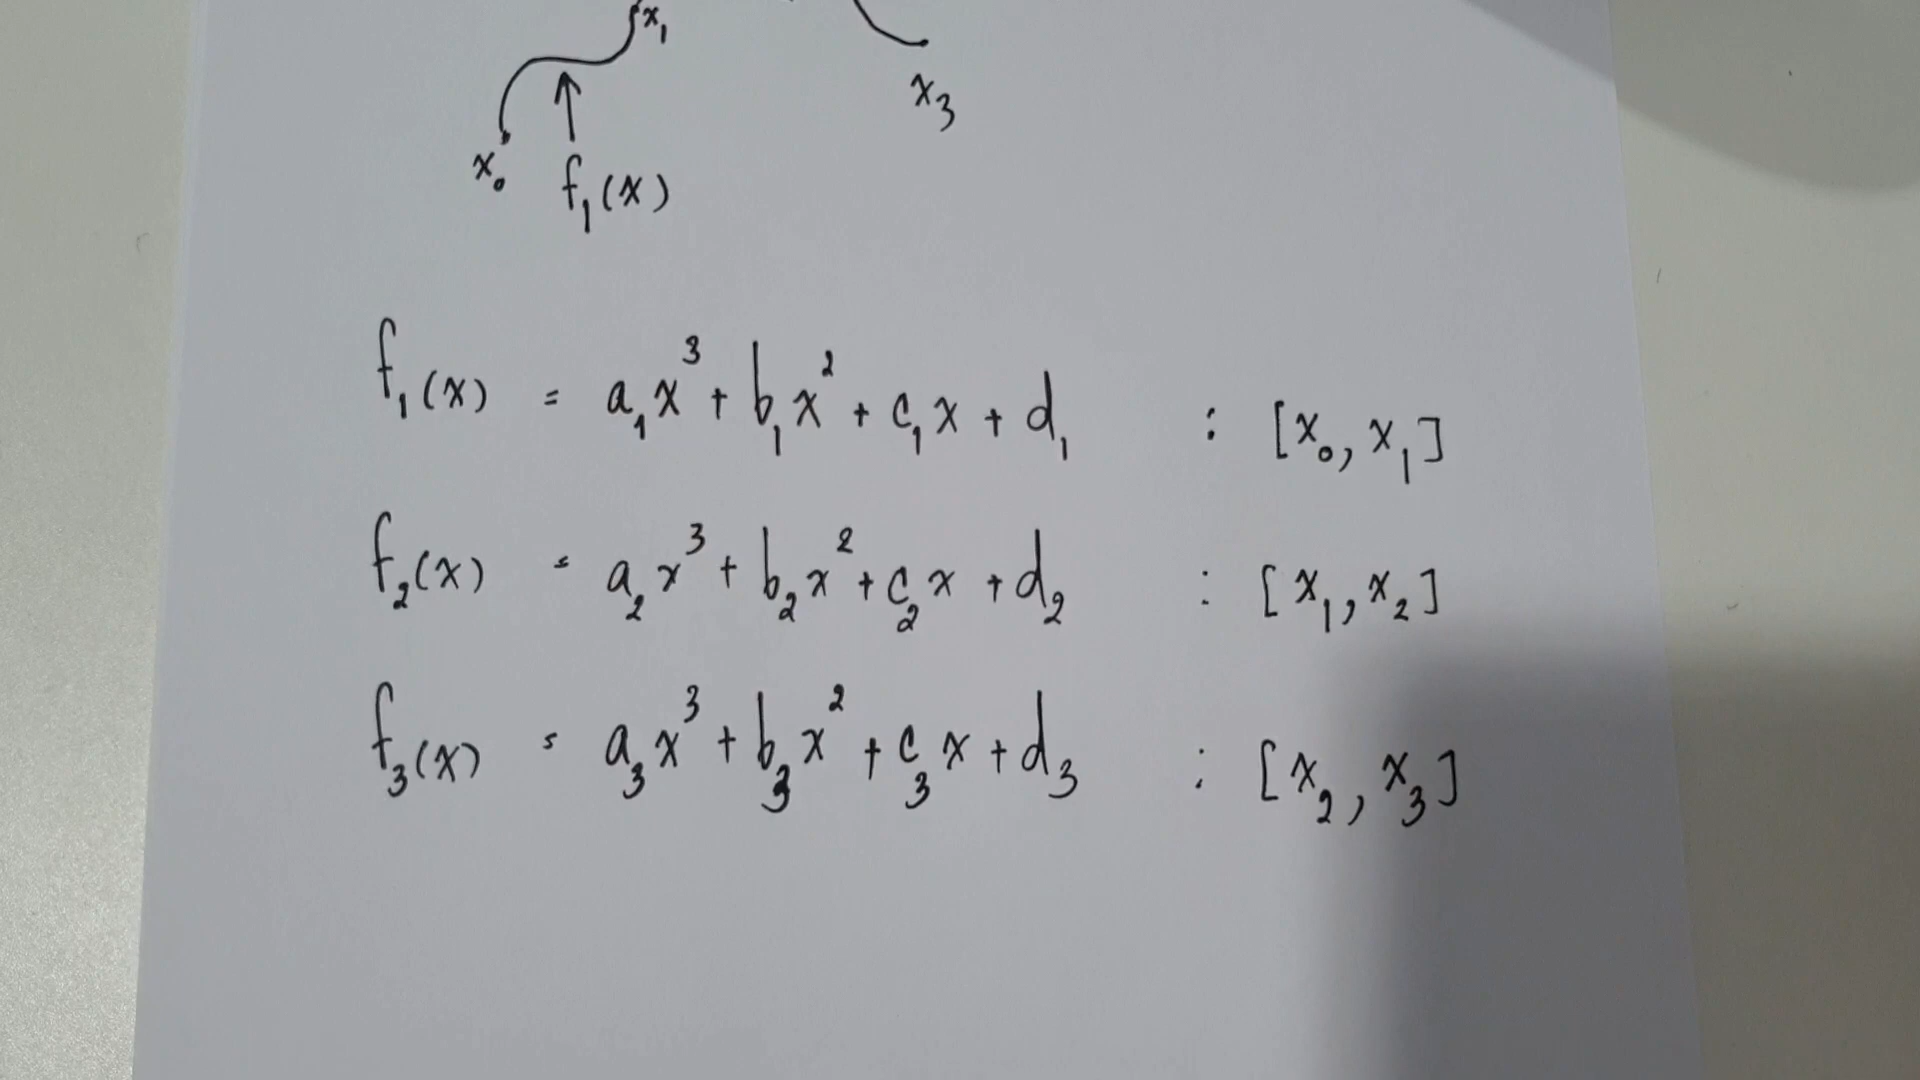 x₁
x₃
x₀
f₁(x)
f₁(x) = a₁x³ + b₁x² + c₁x + d₁ : [x₀, x₁]
f₂(x) = a₂x³ + b₂x² + c₂x + d₂ : [x₁, x₂]
f₃(x) = a₃x³ + b₃x² + c₃x + d₃ : [x₂, x₃]